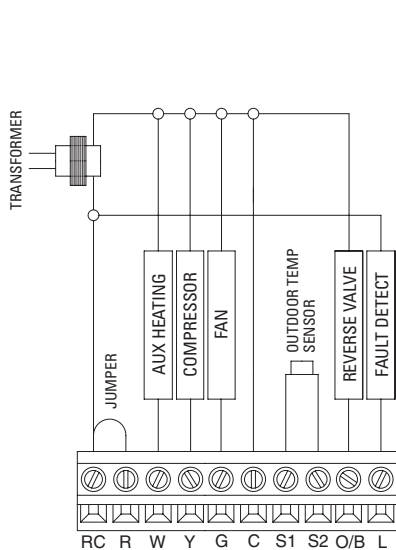 TRANSFORMER
JUMPER
AUX HEATING
COMPRESSOR
FAN
OUTDOOR TEMP
SENSOR
REVERSE VALVE
FAULT DETECT
RC R W Y G C S1 S2 O/B L